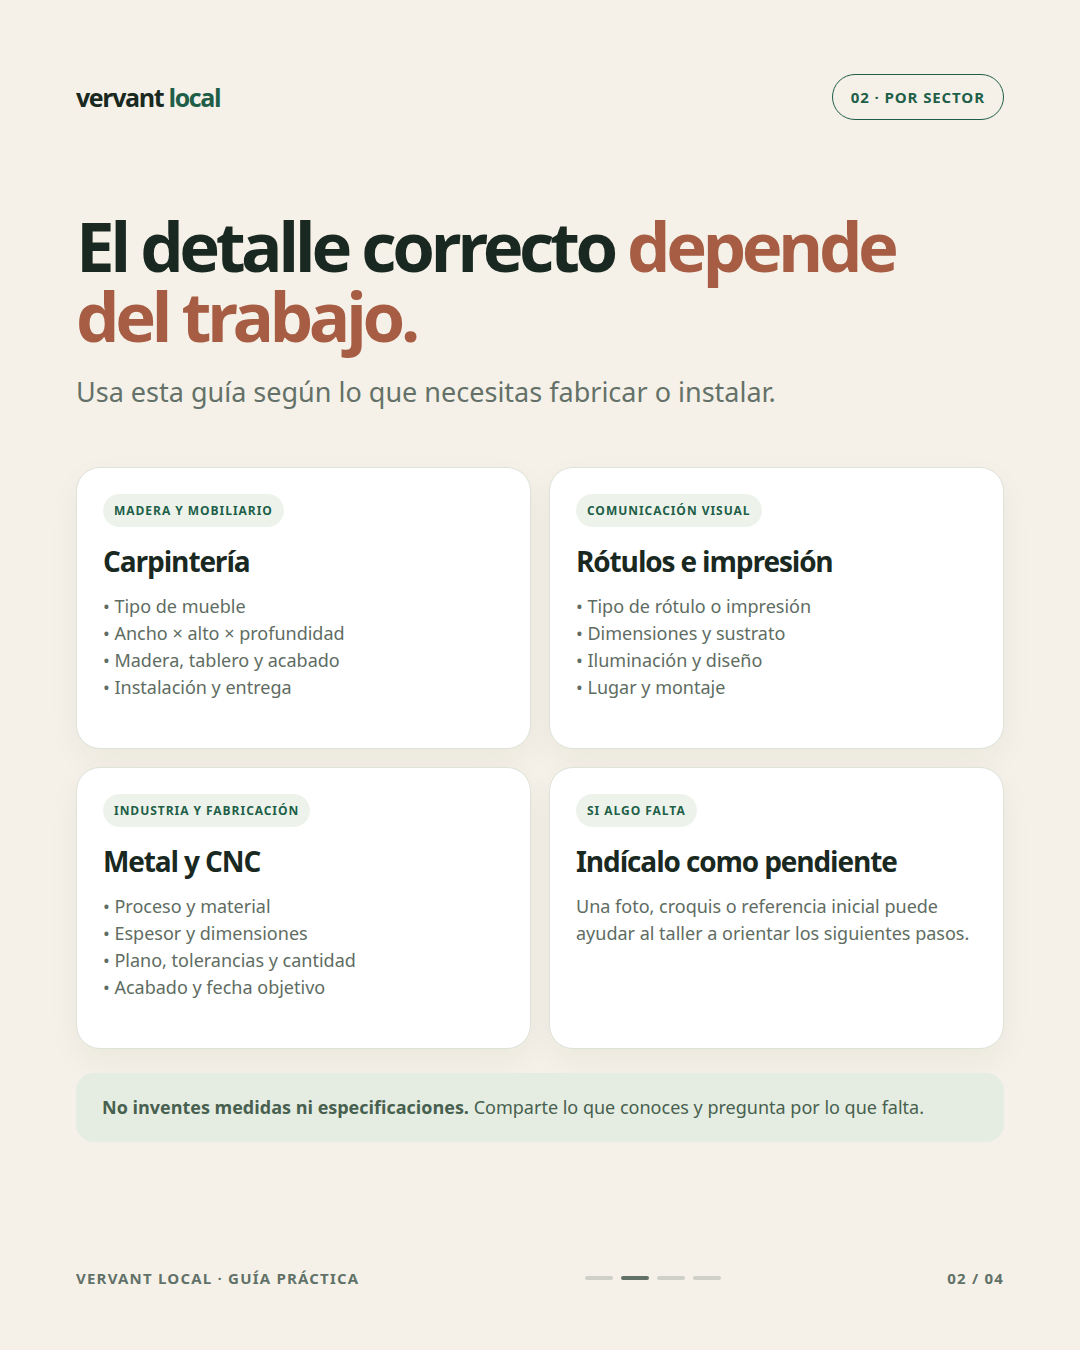 vervant local
02 · POR SECTOR
El detalle correcto depende
del trabajo.
Usa esta guía según lo que necesitas fabricar o instalar.
MADERA Y MOBILIARIO
Carpintería
• Tipo de mueble
• Ancho × alto × profundidad
• Madera, tablero y acabado
• Instalación y entrega
COMUNICACIÓN VISUAL
Rótulos e impresión
• Tipo de rótulo o impresión
• Dimensiones y sustrato
• Iluminación y diseño
• Lugar y montaje
INDUSTRIA Y FABRICACIÓN
Metal y CNC
• Proceso y material
• Espesor y dimensiones
• Plano, tolerancias y cantidad
• Acabado y fecha objetivo
SI ALGO FALTA
Indícalo como pendiente
Una foto, croquis o referencia inicial puede
ayudar al taller a orientar los siguientes pasos.
No inventes medidas ni especificaciones. Comparte lo que conoces y pregunta por lo que falta.
VERVANT LOCAL · GUÍA PRÁCTICA
02 / 04